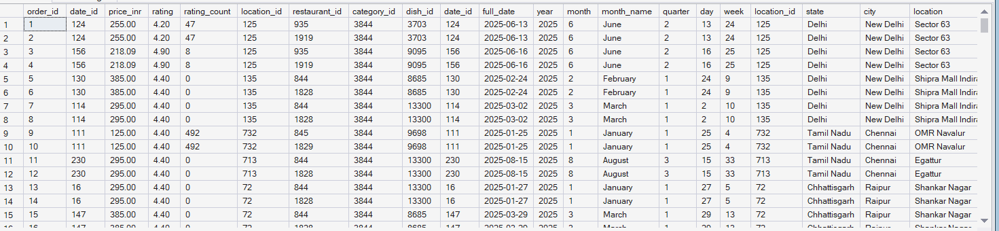 order_id date_id price_inr rating rating_count location_id restaurant_id category_id dish_id date_id full_date year month month_name quarter day week location_id state city location
1 1 124 255.00 4.20 47 125 935 3844 3703 124 2025-06-13 2025 6 June 2 13 24 125 Delhi New Delhi Sector 63
2 2 124 255.00 4.20 47 125 1919 3844 3703 124 2025-06-13 2025 6 June 2 13 24 125 Delhi New Delhi Sector 63
3 3 156 218.09 4.90 8 125 935 3844 9095 156 2025-06-16 2025 6 June 2 16 25 125 Delhi New Delhi Sector 63
4 4 156 218.09 4.90 8 125 1919 3844 9095 156 2025-06-16 2025 6 June 2 16 25 125 Delhi New Delhi Sector 63
5 5 130 385.00 4.40 0 135 844 3844 8685 130 2025-02-24 2025 2 February 1 24 9 135 Delhi New Delhi Shipra Mall Indira
6 6 130 385.00 4.40 0 135 1828 3844 8685 130 2025-02-24 2025 2 February 1 24 9 135 Delhi New Delhi Shipra Mall Indira
7 7 114 295.00 4.40 0 135 844 3844 13300 114 2025-03-02 2025 3 March 1 2 10 135 Delhi New Delhi Shipra Mall Indira
8 8 114 295.00 4.40 0 135 1828 3844 13300 114 2025-03-02 2025 3 March 1 2 10 135 Delhi New Delhi Shipra Mall Indira
9 9 111 125.00 4.40 492 732 845 3844 9698 111 2025-01-25 2025 1 January 1 25 4 732 Tamil Nadu Chennai OMR Navalur
10 10 111 125.00 4.40 492 732 1829 3844 9698 111 2025-01-25 2025 1 January 1 25 4 732 Tamil Nadu Chennai OMR Navalur
11 11 230 295.00 4.40 0 713 844 3844 13300 230 2025-08-15 2025 8 August 3 15 33 713 Tamil Nadu Chennai Egattur
12 12 230 295.00 4.40 0 713 1828 3844 13300 230 2025-08-15 2025 8 August 3 15 33 713 Tamil Nadu Chennai Egattur
13 13 16 295.00 4.40 0 72 844 3844 13300 16 2025-01-27 2025 1 January 1 27 5 72 Chhattisgarh Raipur Shankar Nagar
14 14 16 295.00 4.40 0 72 1828 3844 13300 16 2025-01-27 2025 1 January 1 27 5 72 Chhattisgarh Raipur Shankar Nagar
15 15 147 385.00 4.40 0 72 844 3844 8685 147 2025-03-29 2025 3 March 1 29 13 72 Chhattisgarh Raipur Shankar Nagar